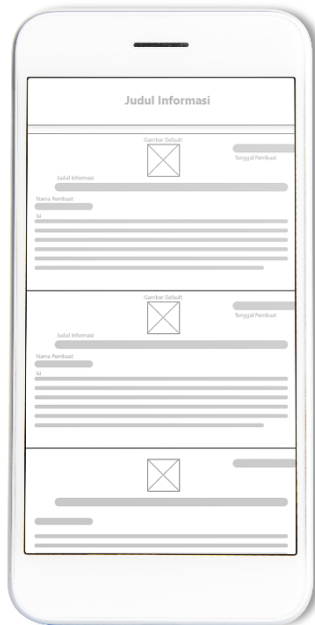 Judul Informasi
Gambar Default
Tanggal Pembuat
Judul Informasi
Nama Pembuat
Isi
Gambar Default
Tanggal Pembuat
Judul Informasi
Nama Pembuat
Isi